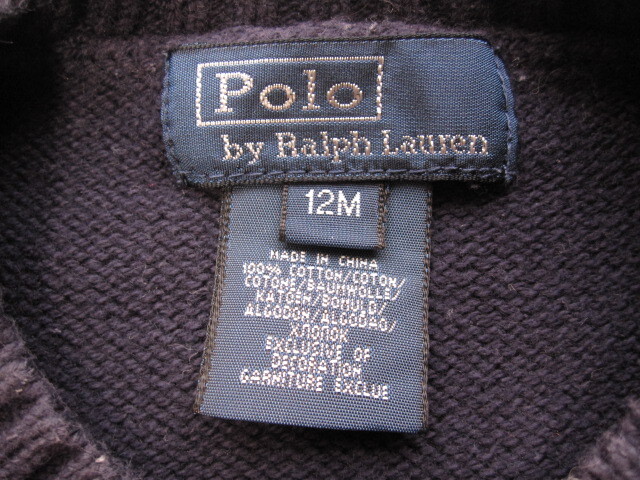 Polo
by Ralph Lauren
12M
MADE IN CHINA
100% COTTON/COTON/
COTONE/BAUMWOLLE/
KATOEN/BOMULD/
ALGODON/ALGODAO/
ХЛОПОК
EXCLUSIVE OF
DECORATION
GARNITURE EXCLUE